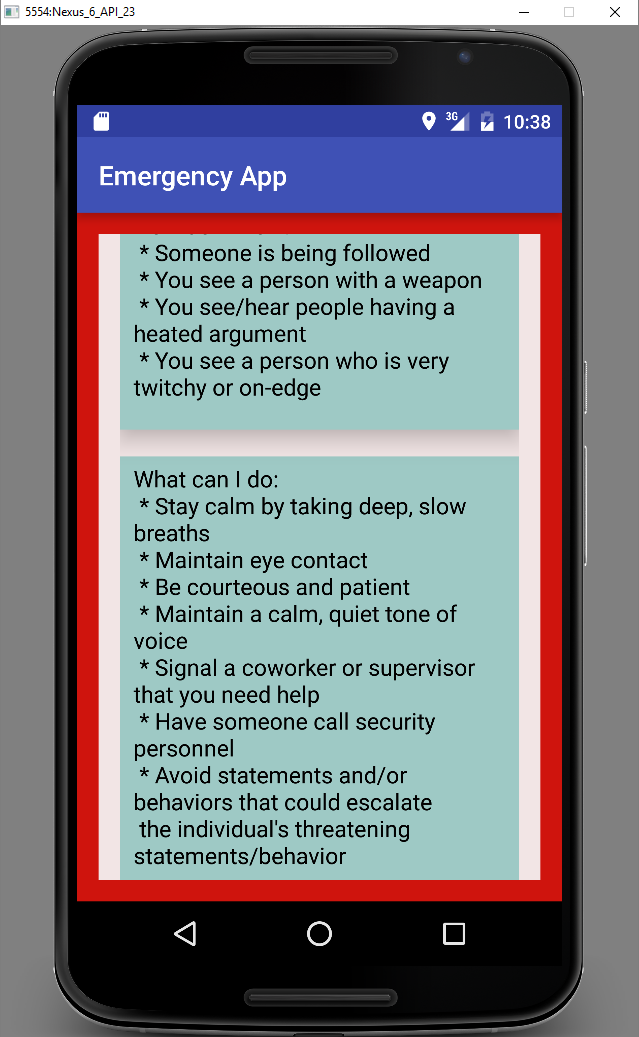 5554:Nexus_6_API_23
3G 10:38
Emergency App
* Someone is being followed
* You see a person with a weapon
* You see/hear people having a
heated argument
* You see a person who is very
twitchy or on-edge
What can I do:
* Stay calm by taking deep, slow
breaths
* Maintain eye contact
* Be courteous and patient
* Maintain a calm, quiet tone of
voice
* Signal a coworker or supervisor
that you need help
* Have someone call security
personnel
* Avoid statements and/or
behaviors that could escalate
the individual's threatening
statements/behavior